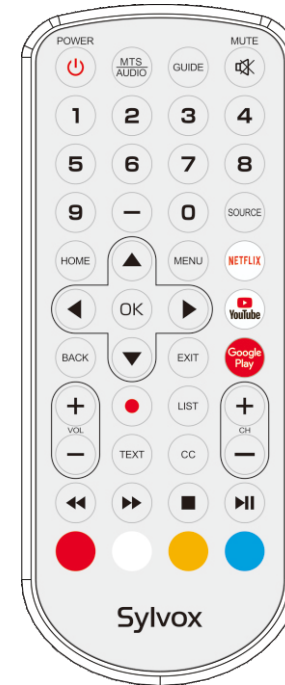 POWER MUTE
MTS GUIDE
AUDIO
1 2 3 4
5 6 7 8
9 – 0 SOURCE
HOME MENU NETFLIX
OK YouTube
BACK EXIT Google
Play
+ LIST +
VOL CH
– TEXT CC –
Sylvox